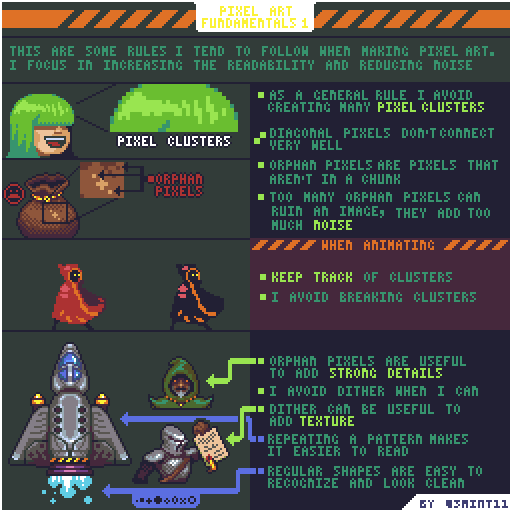 PIXEL ART
FUNDAMENTALS 1
THIS ARE SOME RULES I TEND TO FOLLOW WHEN MAKING PIXEL ART.
I FOCUS IN INCREASING THE READABILITY AND REDUCING NOISE
PIXEL CLUSTERS
AS A GENERAL RULE I AVOID
CREATING MANY PIXEL CLUSTERS
DIAGONAL PIXELS DON'T CONNECT
VERY WELL
ORPHAN
PIXELS
ORPHAN PIXELS ARE PIXELS THAT
AREN'T IN A CHUNK
TOO MANY ORPHAN PIXELS CAN
RUIN AN IMAGE, THEY ADD TOO
MUCH NOISE
WHEN ANIMATING
KEEP TRACK OF CLUSTERS
I AVOID BREAKING CLUSTERS
ORPHAN PIXELS ARE USEFUL
TO ADD STRONG DETAILS
I AVOID DITHER WHEN I CAN
DITHER CAN BE USEFUL TO
ADD TEXTURE
REPEATING A PATTERN MAKES
IT EASIER TO READ
REGULAR SHAPES ARE EASY TO
RECOGNIZE AND LOOK CLEAN
BY @SMINT11